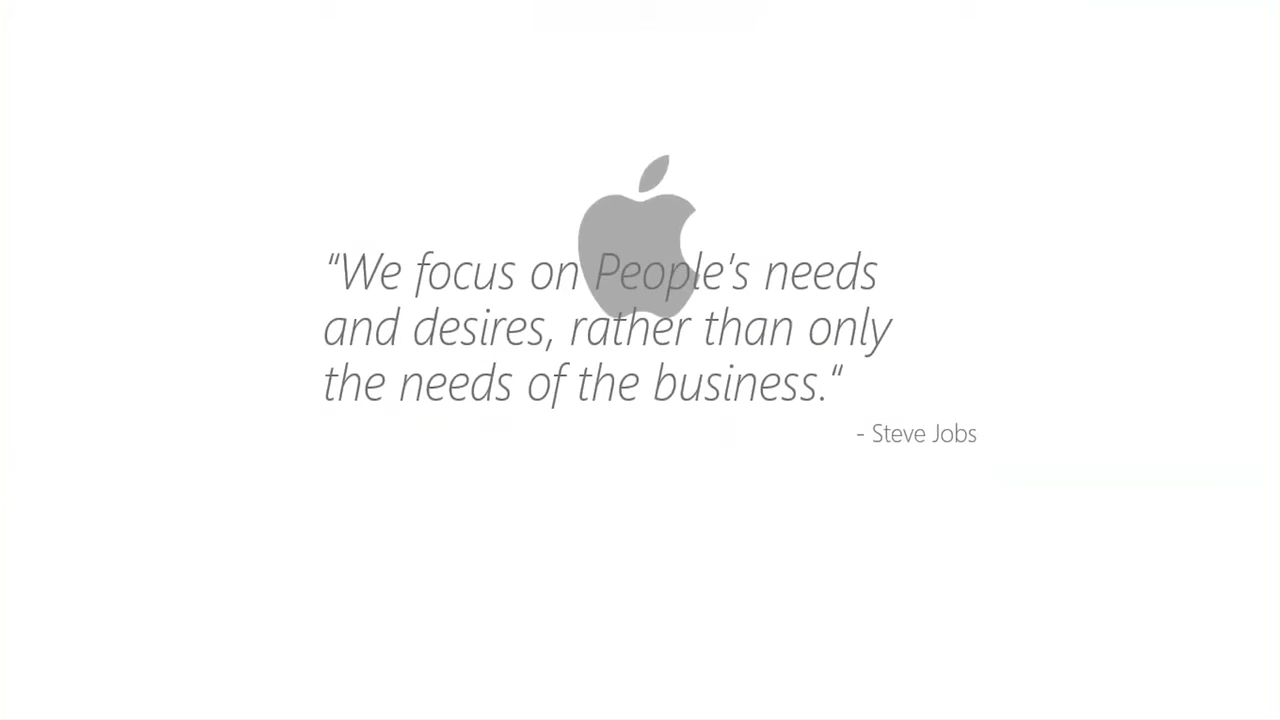 “We focus on People's needs
and desires, rather than only
the needs of the business.“
- Steve Jobs